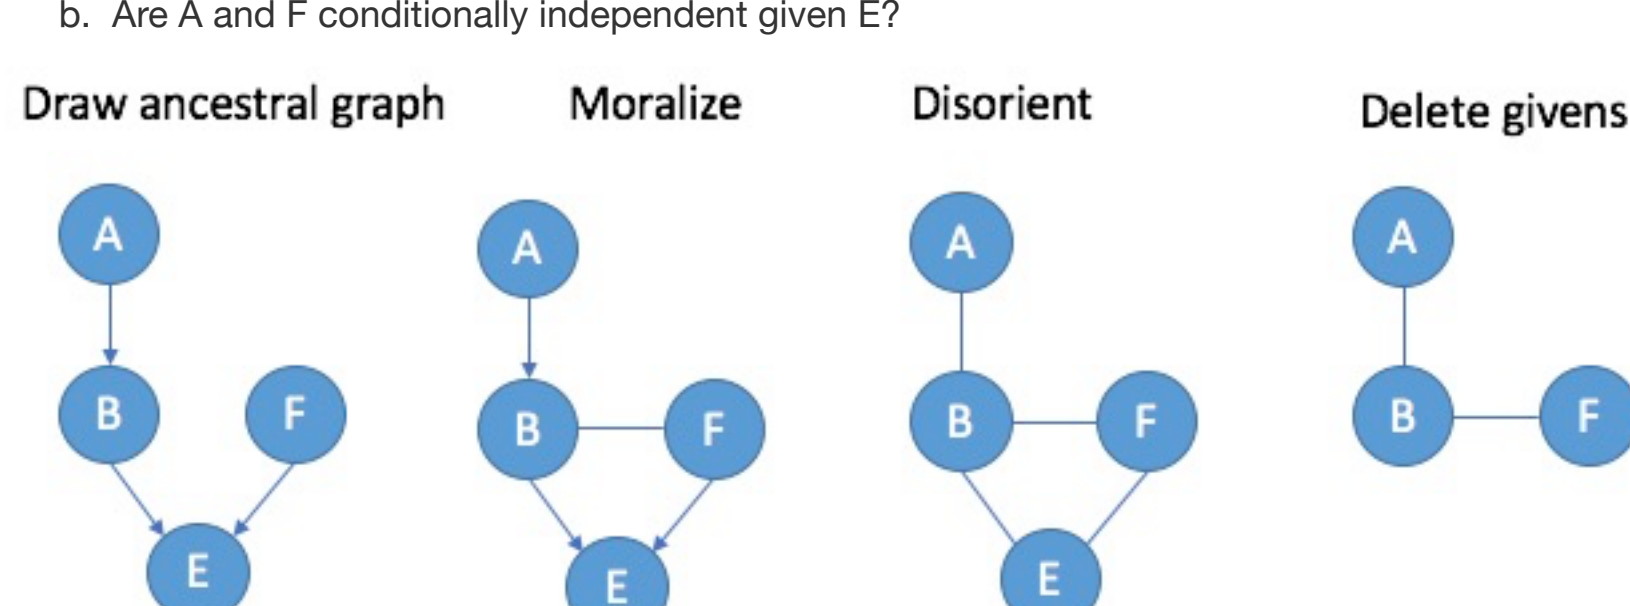 b. Are A and F conditionally independent given E?
Draw ancestral graph Moralize Disorient Delete givens
A A A A
B F B F B F B F
E E E